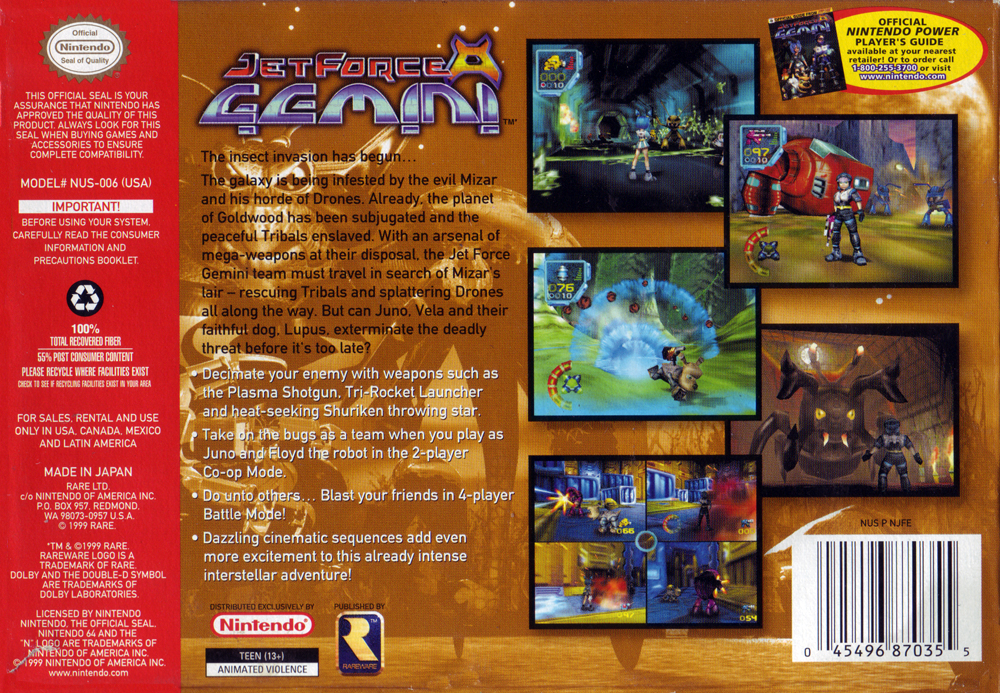 Official
Nintendo
Seal of Quality
THIS OFFICIAL SEAL IS YOUR
ASSURANCE THAT NINTENDO HAS
APPROVED THE QUALITY OF THIS
PRODUCT. ALWAYS LOOK FOR THIS
SEAL WHEN BUYING GAMES AND
ACCESSORIES TO ENSURE
COMPLETE COMPATIBILITY.
MODEL# NUS-006 (USA)
IMPORTANT!
BEFORE USING YOUR SYSTEM,
CAREFULLY READ THE CONSUMER
INFORMATION AND
PRECAUTIONS BOOKLET.
100%
TOTAL RECOVERED FIBER
55% POST CONSUMER CONTENT
PLEASE RECYCLE WHERE FACILITIES EXIST
CHECK TO SEE IF RECYCLING FACILITIES EXIST IN YOUR AREA
FOR SALES, RENTAL AND USE
ONLY IN USA, CANADA, MEXICO
AND LATIN AMERICA
MADE IN JAPAN
RARE LTD.
c/o NINTENDO OF AMERICA INC.
P.O. BOX 957, REDMOND,
WA 98073-0957 U.S.A.
© 1999 RARE.
*TM & ©1999 RARE.
RAREWARE LOGO IS A
TRADEMARK OF RARE.
DOLBY AND THE DOUBLE-D SYMBOL
ARE TRADEMARKS OF
DOLBY LABORATORIES.
LICENSED BY NINTENDO
NINTENDO, THE OFFICIAL SEAL,
NINTENDO 64 AND THE
"N" LOGO ARE TRADEMARKS OF
NINTENDO OF AMERICA INC.
© 1999 NINTENDO OF AMERICA INC.
www.nintendo.com
JET FORCE
GEMINI™
The insect invasion has begun...
The galaxy is being infested by the evil Mizar
and his horde of Drones. Already, the planet
of Goldwood has been subjugated and the
peaceful Tribals enslaved. With an arsenal of
mega-weapons at their disposal, the Jet Force
Gemini team must travel in search of Mizar's
lair – rescuing Tribals and splattering Drones
all along the way. But can Juno, Vela and their
faithful dog, Lupus, exterminate the deadly
threat before it's too late?
• Decimate your enemy with weapons such as
the Plasma Shotgun, Tri-Rocket Launcher
and heat-seeking Shuriken throwing star.
• Take on the bugs as a team when you play as
Juno and Floyd the robot in the 2-player
Co-op Mode.
• Do unto others... Blast your friends in 4-player
Battle Mode!
• Dazzling cinematic sequences add even
more excitement to this already intense
interstellar adventure!
DISTRIBUTED EXCLUSIVELY BY
Nintendo®
TEEN (13+)
ANIMATED VIOLENCE
PUBLISHED BY
R™
RAREWARE
GEMINI
OFFICIAL
NINTENDO POWER
PLAYER'S GUIDE
available at your nearest
retailer! Or to order call
1-800-255-3700 or visit
www.nintendo.com
000
0010
097
0010
076
0010
066
00
047
054
NUS P NJFE
0 45496 87035 5